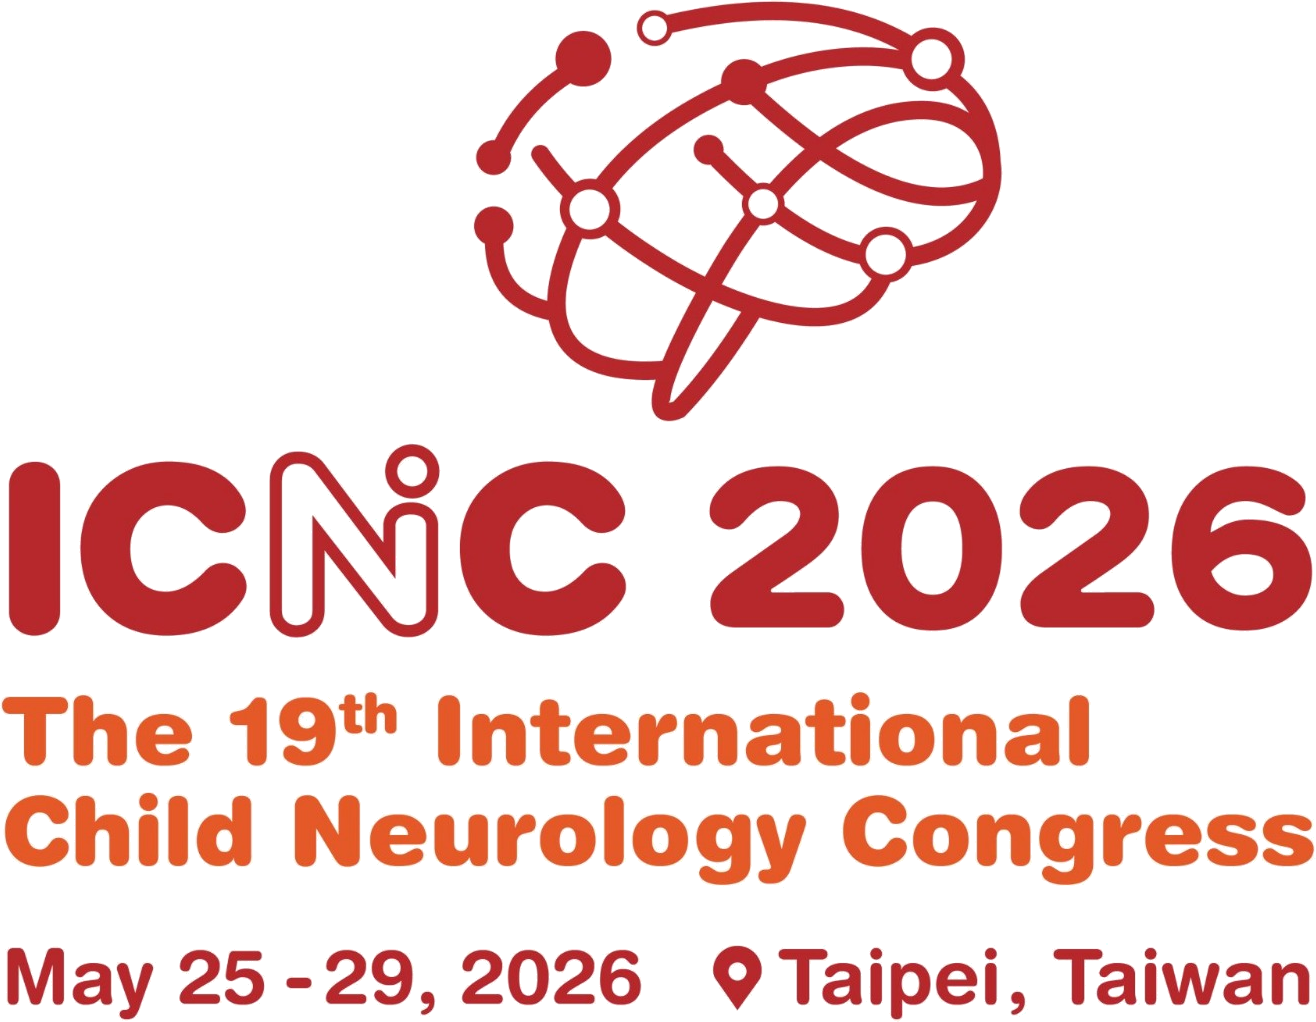 ICNC 2026
The 19th International
Child Neurology Congress
May 25 - 29, 2026 Taipei, Taiwan